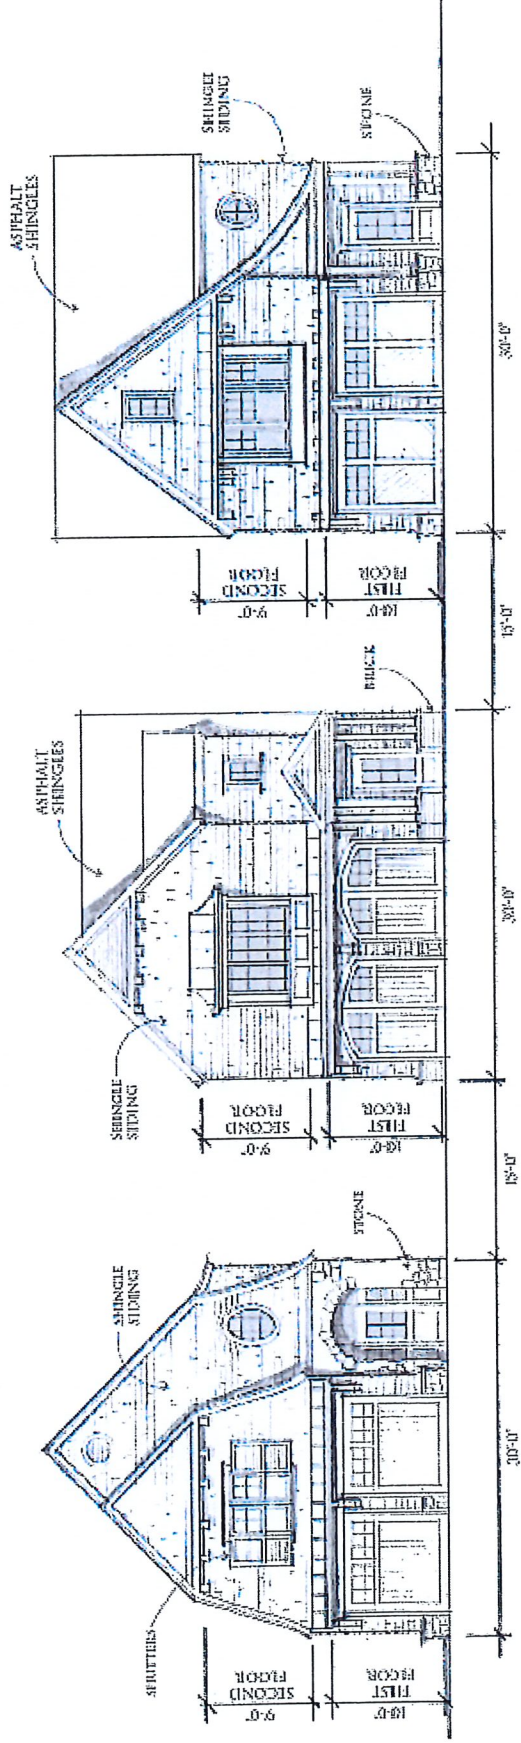 SHUTTERS
SHINGLE
SIDING
STONE
9'-0"
SECOND
FLOOR
10'-0"
FIRST
FLOOR
30'-0"
15'-0"
SHINGLE
SIDING
ASPHALT
SHINGLES
BRICK
9'-0"
SECOND
FLOOR
10'-0"
FIRST
FLOOR
30'-0"
15'-0"
ASPHALT
SHINGLES
SHINGLE
SIDING
STONE
9'-0"
SECOND
FLOOR
10'-0"
FIRST
FLOOR
30'-0"